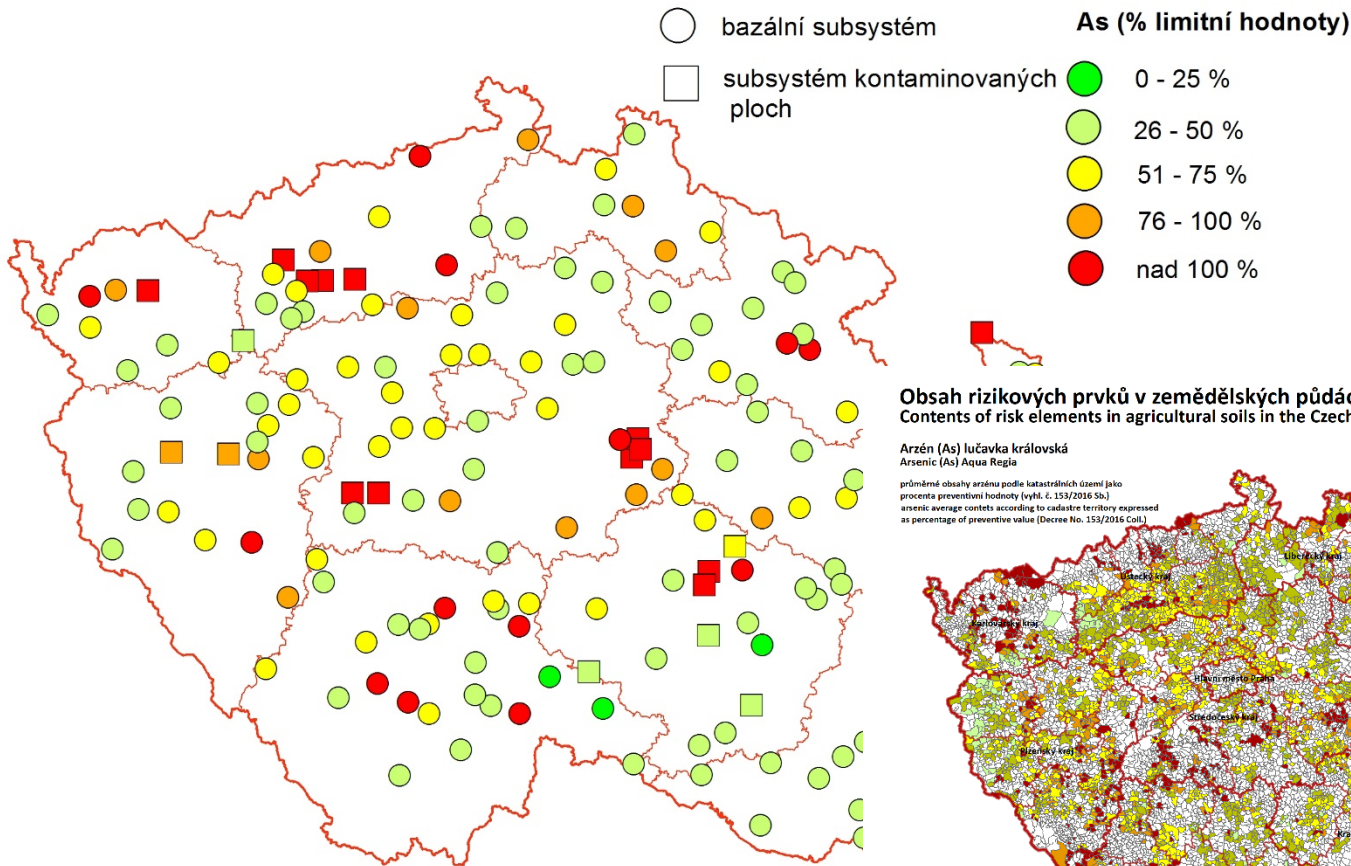 As (% limitní hodnoty)
bazální subsystém
subsystém kontaminovaných
ploch
0 - 25 %
26 - 50 %
51 - 75 %
76 - 100 %
nad 100 %
Obsah rizikových prvků v zemědělských půdác
Contents of risk elements in agricultural soils in the Czech
Arzén (As) lučavka královská
Arsenic (As) Aqua Regia
průměrné obsahy arzénu podle katastrálních území jako
procenta preventivní hodnoty (vyhl. č. 153/2016 Sb.)
arsenic average contets according to cadastre territory expressed
as percentage of preventive value (Decree No. 153/2016 Coll.)
Liberecký kraj
Ústecký kraj
Karlovarský kraj
Hlavní město Praha
Středočeský kraj
Plzeňský kraj
Kra